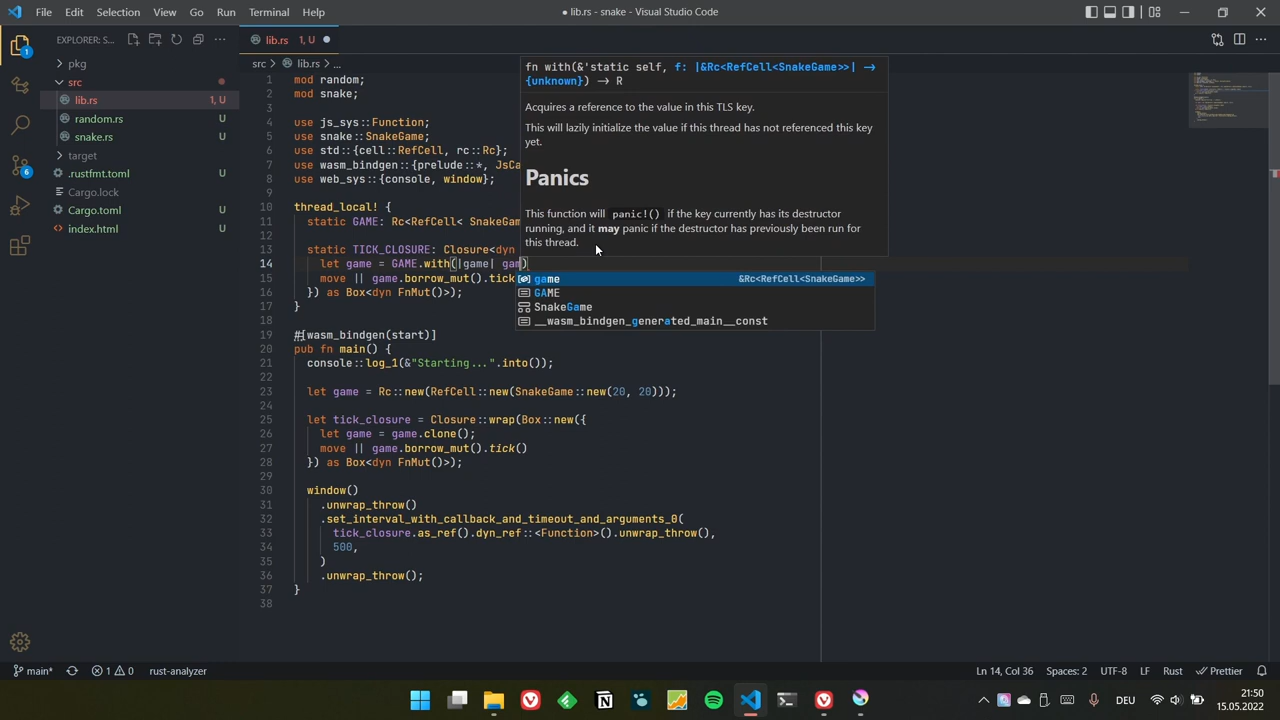 File Edit Selection View Go Run Terminal Help
● lib.rs - snake - Visual Studio Code
EXPLORER: S...
pkg
src
lib.rs 1, U
random.rs U
snake.rs U
target
.rustfmt.toml U
Cargo.lock
Cargo.toml U
index.html U
1
6
lib.rs 1, U ●
src > lib.rs > ...
1 mod random;
2 mod snake;
4 use js_sys::Function;
5 use snake::SnakeGame;
6 use std::{cell::RefCell, rc::Rc};
7 use wasm_bindgen::{prelude::*, JsCa
8 use web_sys::{console, window};
9
10 thread_local! {
11 static GAME: Rc<RefCell< SnakeGam
12
13 static TICK_CLOSURE: Closure<dyn
14 let game = GAME.with(|game| gam)
15 move || game.borrow_mut().tick
16 }) as Box<dyn FnMut()>);
17 }
18
19 #[wasm_bindgen(start)]
20 pub fn main() {
21 console::log_1(&"Starting...".into());
22
23 let game = Rc::new(RefCell::new(SnakeGame::new(20, 20)));
24
25 let tick_closure = Closure::wrap(Box::new({
26 let game = game.clone();
27 move || game.borrow_mut().tick()
28 }) as Box<dyn FnMut()>);
29
30 window()
31 .unwrap_throw()
32 .set_interval_with_callback_and_timeout_and_arguments_0(
33 tick_closure.as_ref().dyn_ref::<Function>().unwrap_throw(),
34 500,
35 )
36 .unwrap_throw();
37 }
38
fn with(&'static self, f: |&Rc<RefCell<SnakeGame>>| →
{unknown}) → R
Acquires a reference to the value in this TLS key.
This will lazily initialize the value if this thread has not referenced this key
yet.
Panics
This function will panic!() if the key currently has its destructor
running, and it may panic if the destructor has previously been run for
this thread.
game &Rc<RefCell<SnakeGame>>
GAME
SnakeGame
__wasm_bindgen_generated_main__const
main* 1 0 rust-analyzer
Ln 14, Col 36 Spaces: 2 UTF-8 LF Rust Prettier
DEU
21:50
15.05.2022